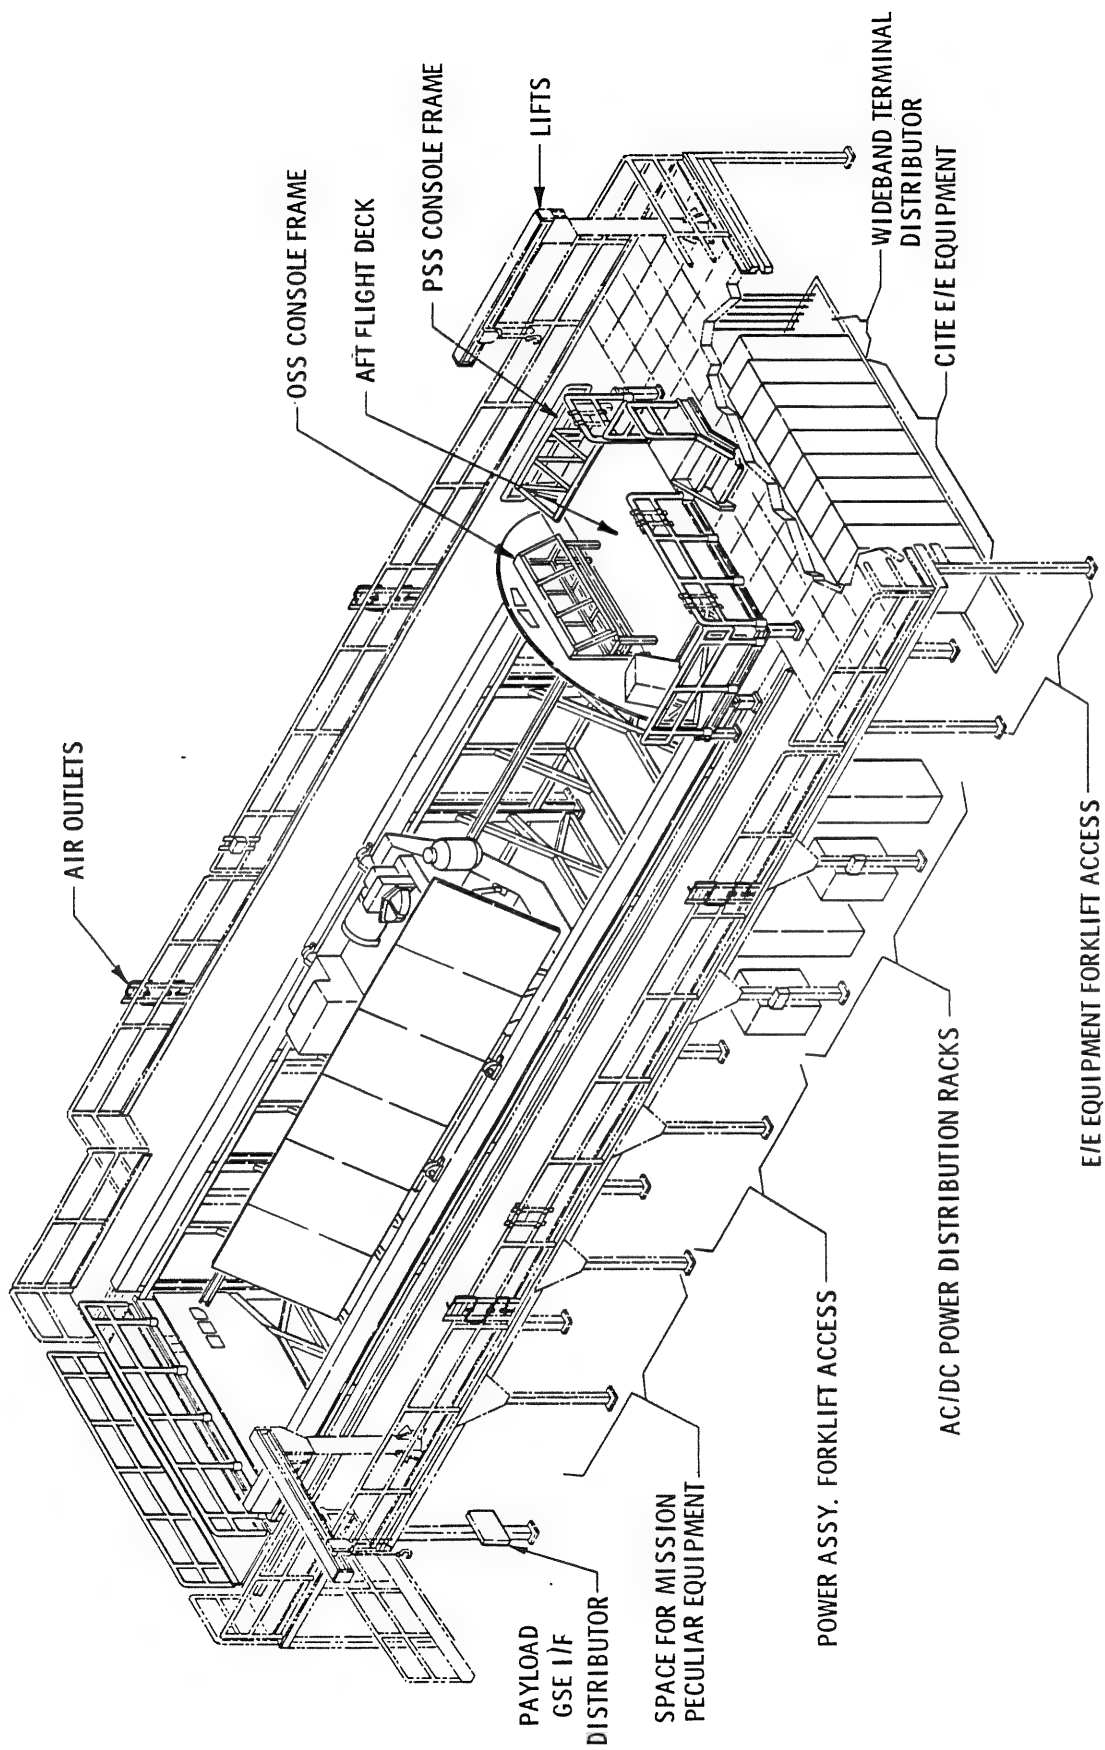 AIR OUTLETS
OSS CONSOLE FRAME
AFT FLIGHT DECK
PSS CONSOLE FRAME
LIFTS
WIDEBAND TERMINAL
DISTRIBUTOR
CITE E/E EQUIPMENT
PAYLOAD
GSE I/F
DISTRIBUTOR
SPACE FOR MISSION
PECULIAR EQUIPMENT
POWER ASSY. FORKLIFT ACCESS
AC/DC POWER DISTRIBUTION RACKS
E/E EQUIPMENT FORKLIFT ACCESS